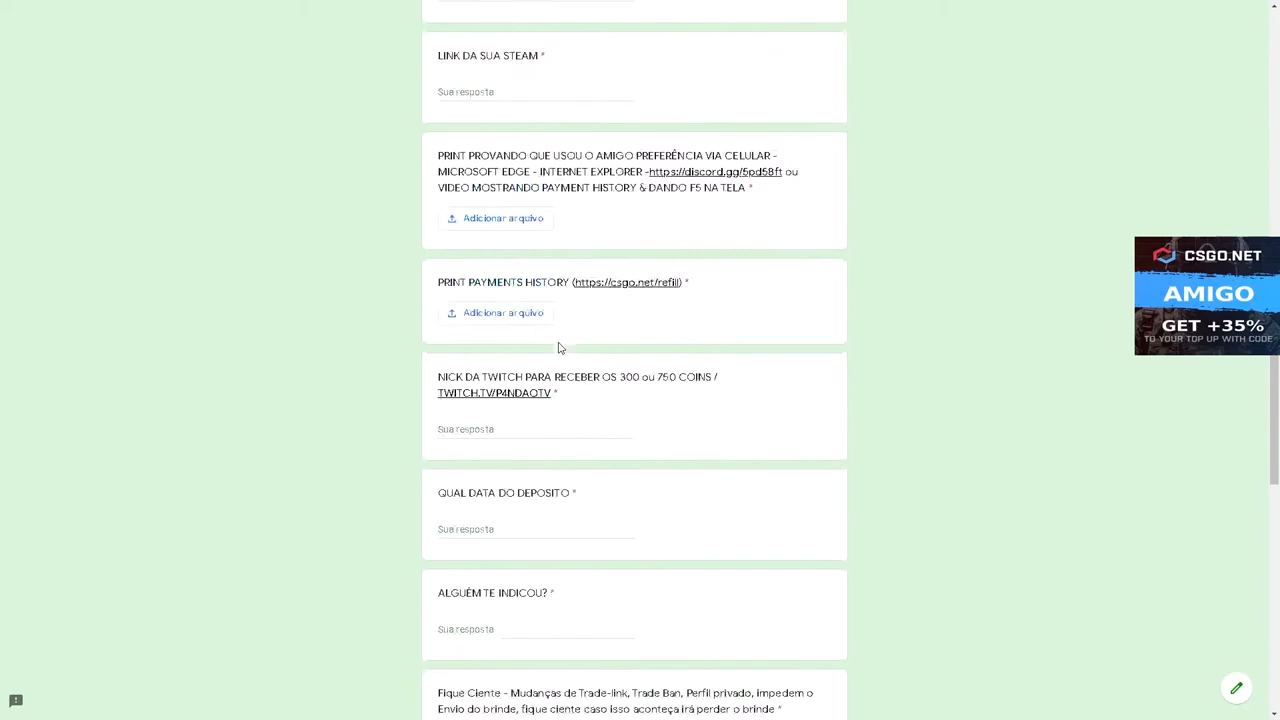 LINK DA SUA STEAM *
Sua resposta
PRINT PROVANDO QUE USOU O AMIGO PREFERÊNCIA VIA CELULAR -
MICROSOFT EDGE - INTERNET EXPLORER -https://discord.gg/5pd58ft ou
VIDEO MOSTRANDO PAYMENT HISTORY & DANDO F5 NA TELA *
Adicionar arquivo
PRINT PAYMENTS HISTORY (https://csgo.net/refill) *
Adicionar arquivo
NICK DA TWITCH PARA RECEBER OS 300 ou 750 COINS /
TWITCH.TV/P4NDAOTV *
Sua resposta
QUAL DATA DO DEPOSITO *
Sua resposta
ALGUÉM TE INDICOU? *
Sua resposta
Fique Ciente - Mudanças de Trade-link, Trade Ban, Perfil privado, impedem o
Envio do brinde, fique ciente caso isso aconteça irá perder o brinde *
CSGO.NET
AMIGO
GET +35%
TO YOUR TOP UP WITH CODE